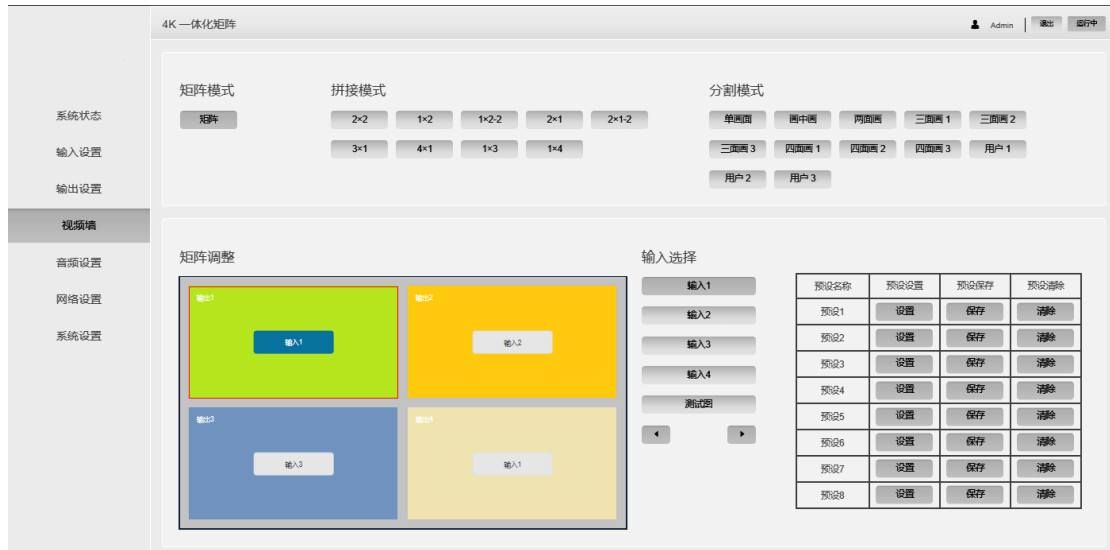 4K 一体化矩阵
Admin
退出
运行中
系统状态
输入设置
输出设置
视频墙
音频设置
网络设置
系统设置
矩阵模式
矩阵
拼接模式
2×2 1×2 1×2-2 2×1 2×1-2
3×1 4×1 1×3 1×4
分割模式
单画面 画中画 两面画 三面画 1 三面画 2
三面画 3 四面画 1 四面画 2 四面画 3 用户 1
用户 2 用户 3
矩阵调整
输出1
输入1
输出2
输入2
输出3
输入3
输出4
输入1
输入选择
输入1
输入2
输入3
输入4
测试图
预设名称 预设设置 预设保存 预设清除
预设1 设置 保存 清除
预设2 设置 保存 清除
预设3 设置 保存 清除
预设4 设置 保存 清除
预设5 设置 保存 清除
预设6 设置 保存 清除
预设7 设置 保存 清除
预设8 设置 保存 清除